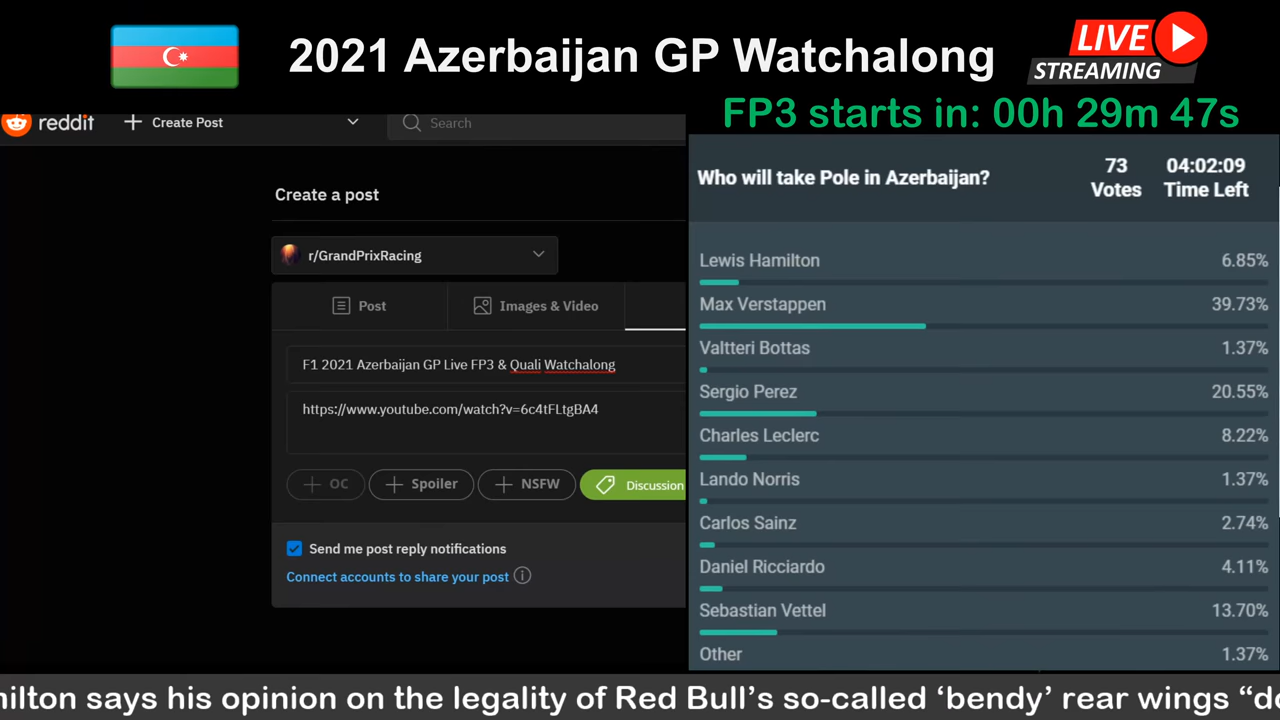 2021 Azerbaijan GP Watchalong
LIVE
STREAMING
FP3 starts in: 00h 29m 47s
reddit
Create Post
Search
Create a post
r/GrandPrixRacing
Post
Images & Video
F1 2021 Azerbaijan GP Live FP3 & Quali Watchalong
https://www.youtube.com/watch?v=6c4tFLtgBA4
OC
Spoiler
NSFW
Discussion
Send me post reply notifications
Connect accounts to share your post
Who will take Pole in Azerbaijan?
73 Votes
04:02:09 Time Left
Lewis Hamilton 6.85%
Max Verstappen 39.73%
Valtteri Bottas 1.37%
Sergio Perez 20.55%
Charles Leclerc 8.22%
Lando Norris 1.37%
Carlos Sainz 2.74%
Daniel Ricciardo 4.11%
Sebastian Vettel 13.70%
Other 1.37%
milton says his opinion on the legality of Red Bull’s so-called ‘bendy’ rear wings “do